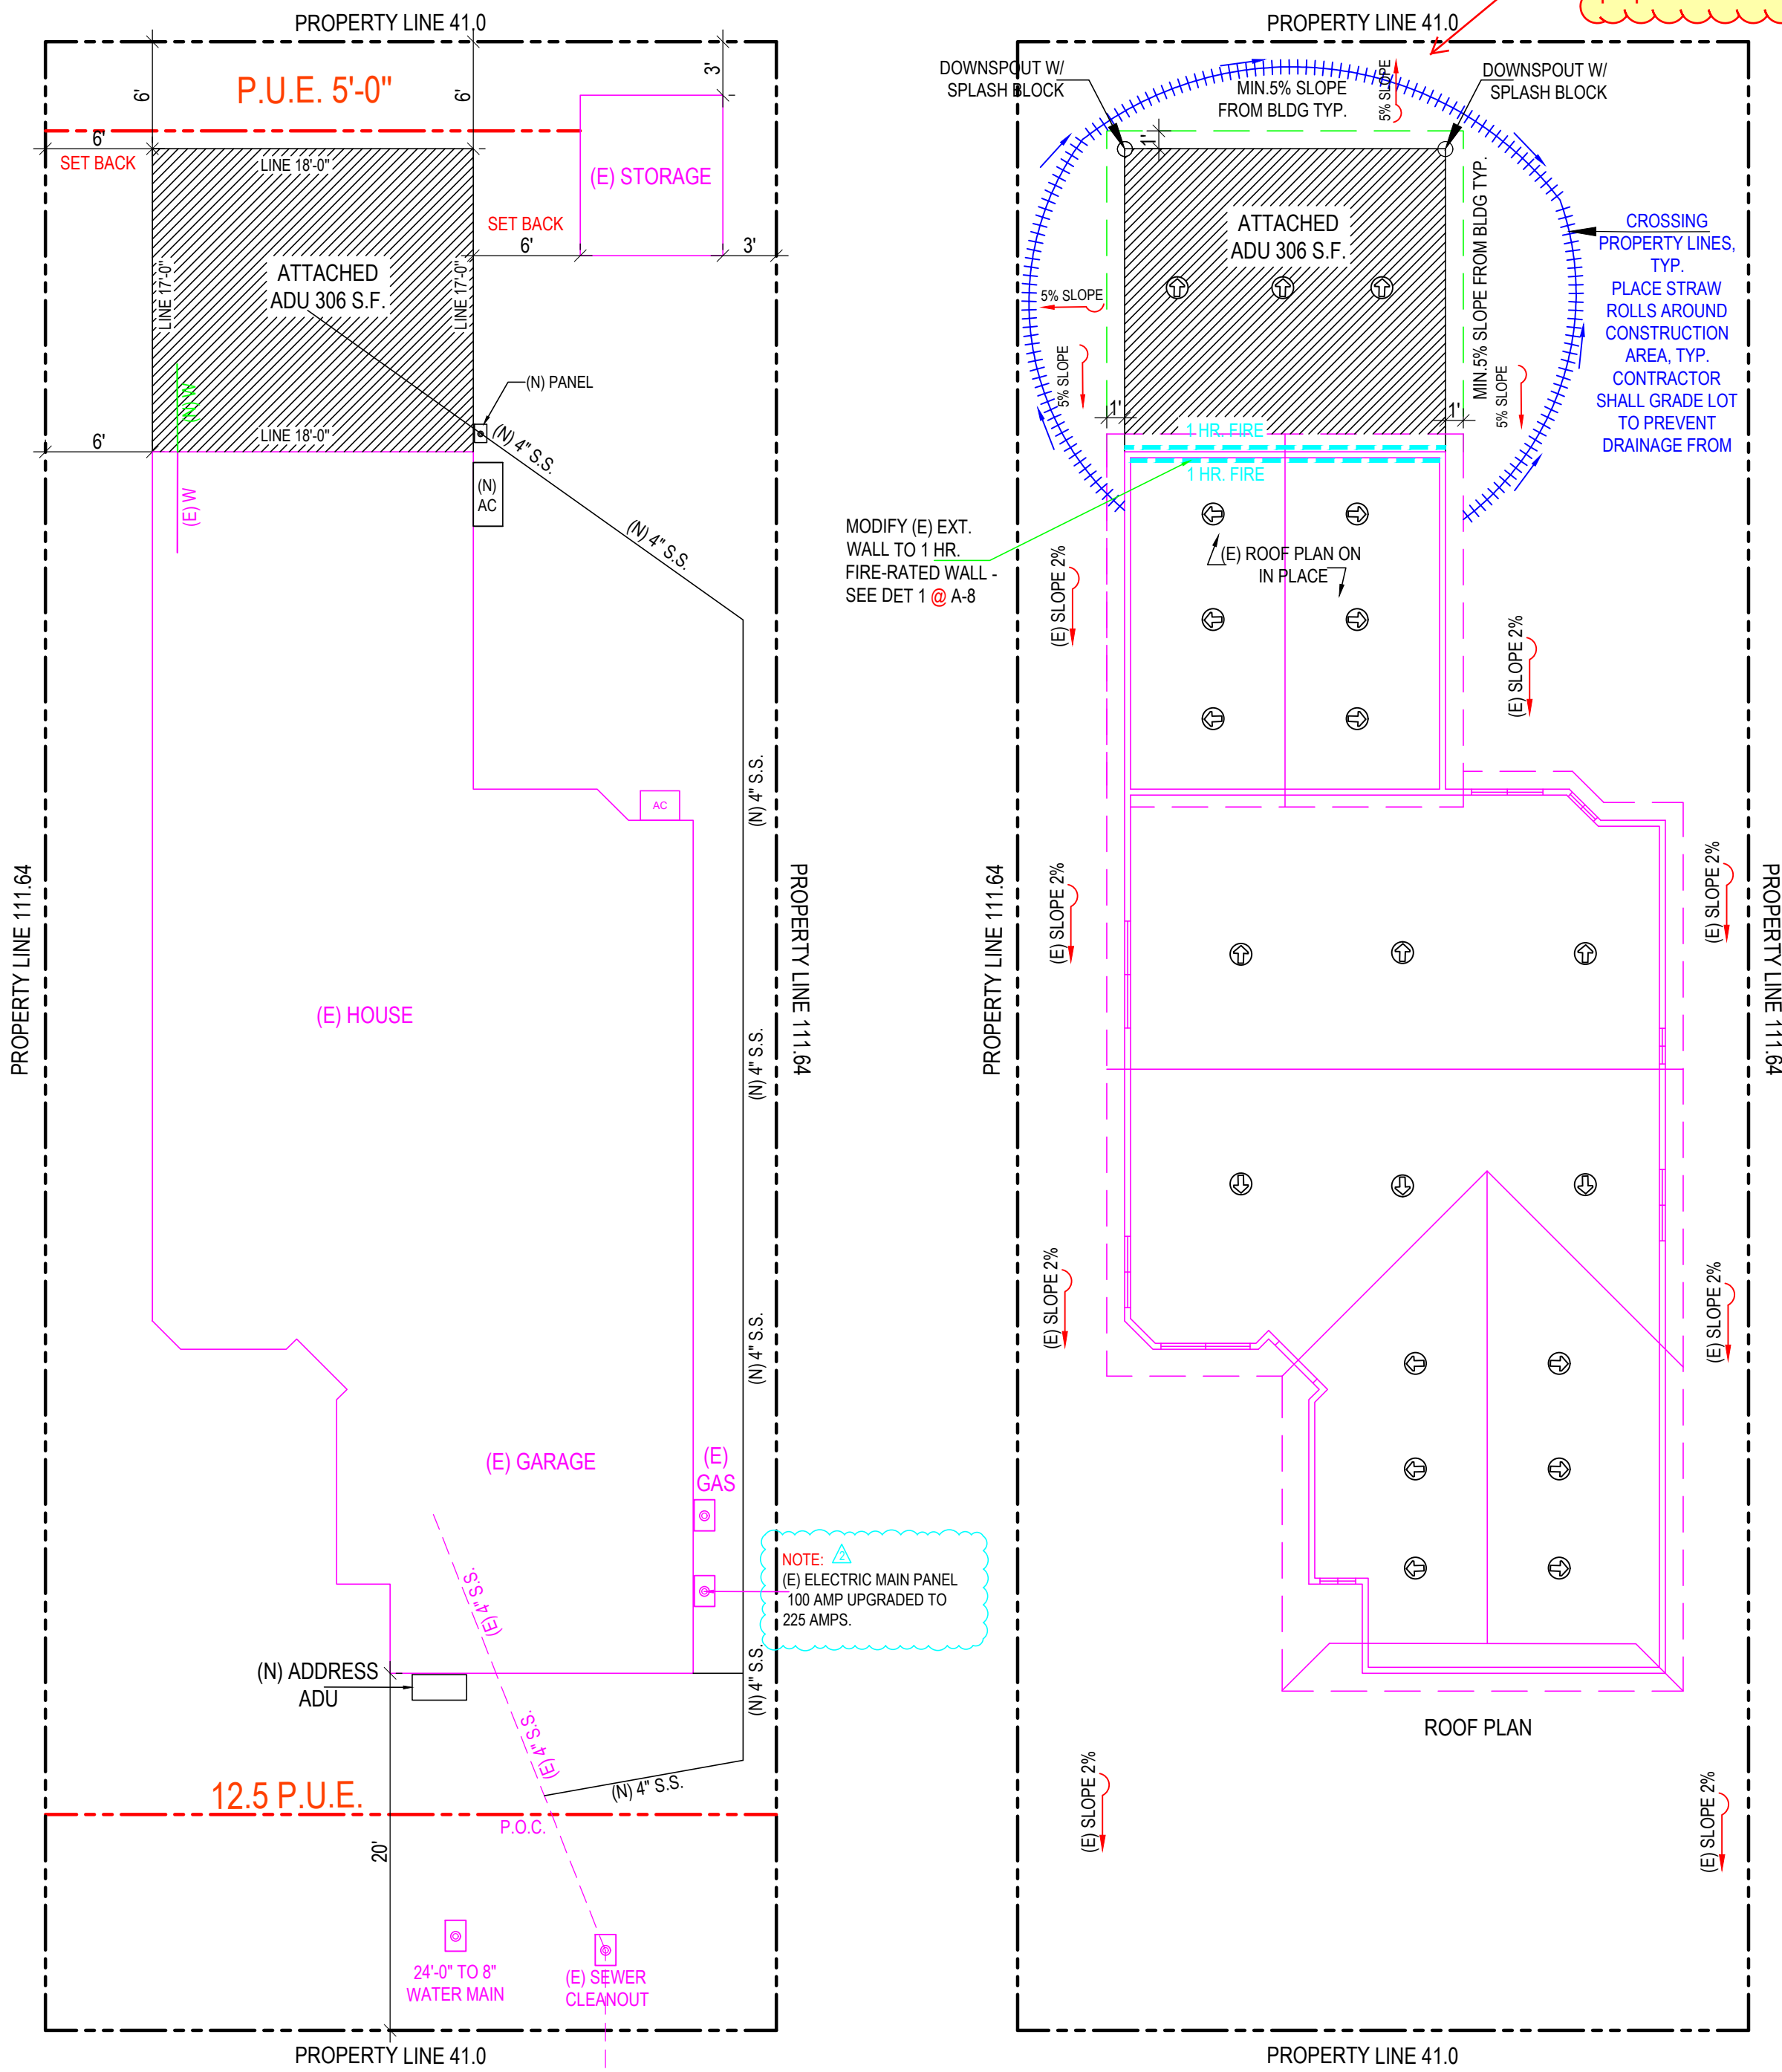 PROPERTY LINE 41.0
P.U.E. 5'-0"
6'
6'
3'
6'
SET BACK
LINE 18'-0"
(E) STORAGE
SET BACK
6'
3'
ATTACHED
ADU 306 S.F.
LINE 17'-0"
LINE 17'-0"
(N) PANEL
(N) W
LINE 18'-0"
6'
(N) 4" S.S.
(E) W
(N)
AC
(N) 4" S.S.
AC
(N) 4" S.S.
PROPERTY LINE 111.64
PROPERTY LINE 111.64
(E) HOUSE
(N) 4" S.S.
(N) 4" S.S.
(E) GARAGE
(E)
GAS
NOTE: 2
(E) ELECTRIC MAIN PANEL
100 AMP UPGRADED TO
225 AMPS.
(E) 4" S.S.
(N) 4" S.S.
(N) ADDRESS
ADU
(E) 4" S.S.
(N) 4" S.S.
12.5 P.U.E.
P.O.C.
20'
24'-0" TO 8"
WATER MAIN
(E) SEWER
CLEANOUT
PROPERTY LINE 41.0
PROPERTY LINE 41.0
DOWNSPOUT W/
SPLASH BLOCK
MIN.5% SLOPE
FROM BLDG TYP.
5% SLOPE
DOWNSPOUT W/
SPLASH BLOCK
1'
ATTACHED
ADU 306 S.F.
MIN.5% SLOPE FROM BLDG TYP.
CROSSING
PROPERTY LINES,
TYP.
PLACE STRAW
ROLLS AROUND
CONSTRUCTION
AREA, TYP.
CONTRACTOR
SHALL GRADE LOT
TO PREVENT
DRAINAGE FROM
5% SLOPE
5% SLOPE
5% SLOPE
1'
1'
1 HR. FIRE
1 HR. FIRE
MODIFY (E) EXT.
WALL TO 1 HR.
FIRE-RATED WALL -
SEE DET 1 @ A-8
(E) ROOF PLAN ON
IN PLACE
(E) SLOPE 2%
(E) SLOPE 2%
PROPERTY LINE 111.64
(E) SLOPE 2%
(E) SLOPE 2%
PROPERTY LINE 111.64
(E) SLOPE 2%
(E) SLOPE 2%
ROOF PLAN
(E) SLOPE 2%
(E) SLOPE 2%
PROPERTY LINE 41.0